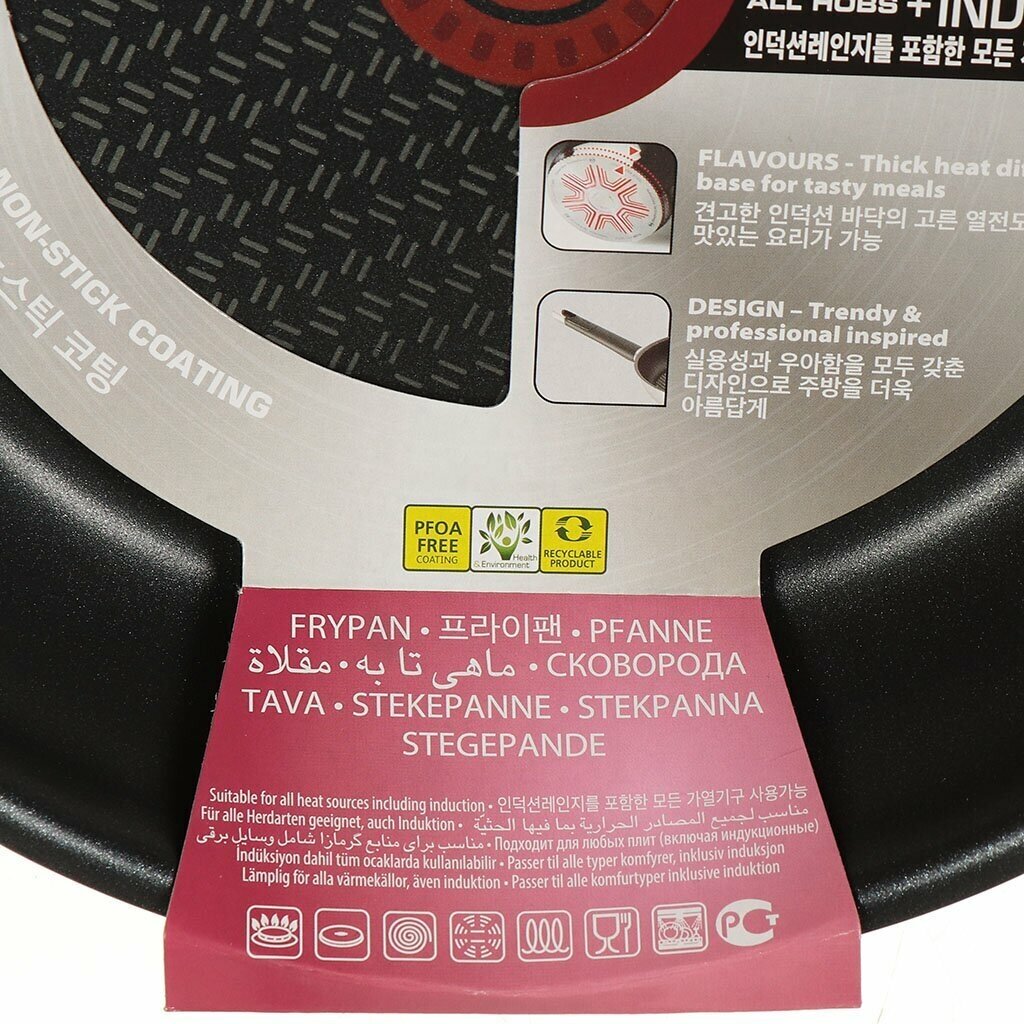 ALL HOBS + IND
인덕션레인지를 포함한 모든
FLAVOURS - Thick heat dif
base for tasty meals
견고한 인덕션 바닥의 고른 열전도
맛있는 요리가 가능
DESIGN – Trendy &
professional inspired
실용성과 우아함을 모두 갖춘
디자인으로 주방을 더욱
아름답게
NON-STICK COATING
스틱 코팅
PFOA
FREE
COATING
Health
& Environment
RECYCLABLE
PRODUCT
FRYPAN • 프라이팬 • PFANNE
ماهی تا به • مقلاة • СКОВОРОДА
TAVA • STEKEPANNE • STEKPANNA
STEGEPANDE
Suitable for all heat sources including induction • 인덕션레인지를 포함한 모든 가열기구 사용가능
Für alle Herdarten geeignet, auch Induktion • مناسب لجميع المصادر الحرارية بما فيها الحثيّة
مناسب برای منابع گرمازا شامل وسایل برقی • Подходит для любых плит (включая индукционные)
İndüksiyon dahil tüm ocaklarda kullanılabilir • Passer til alle typer komfyrer, inklusiv induksjon
Lämplig för alla värmekällor, även induktion • Passer til alle komfurtyper inklusive induktion
РСТ